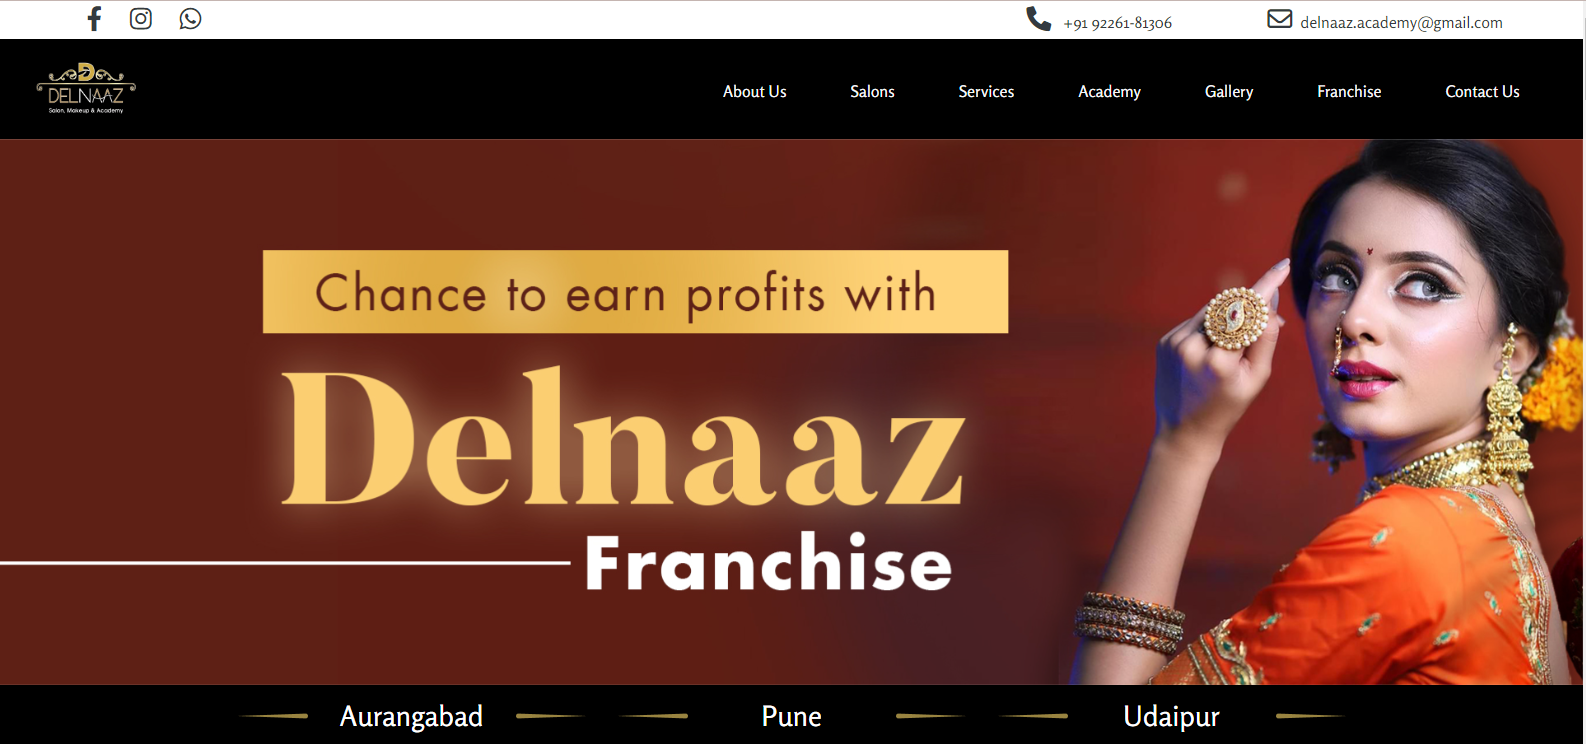 +91 92261-81306
delnaaz.academy@gmail.com
D
DELNAAZ
Salon, Makeup & Academy
About Us
Salons
Services
Academy
Gallery
Franchise
Contact Us
Chance to earn profits with
Delnaaz
Franchise
Aurangabad
Pune
Udaipur